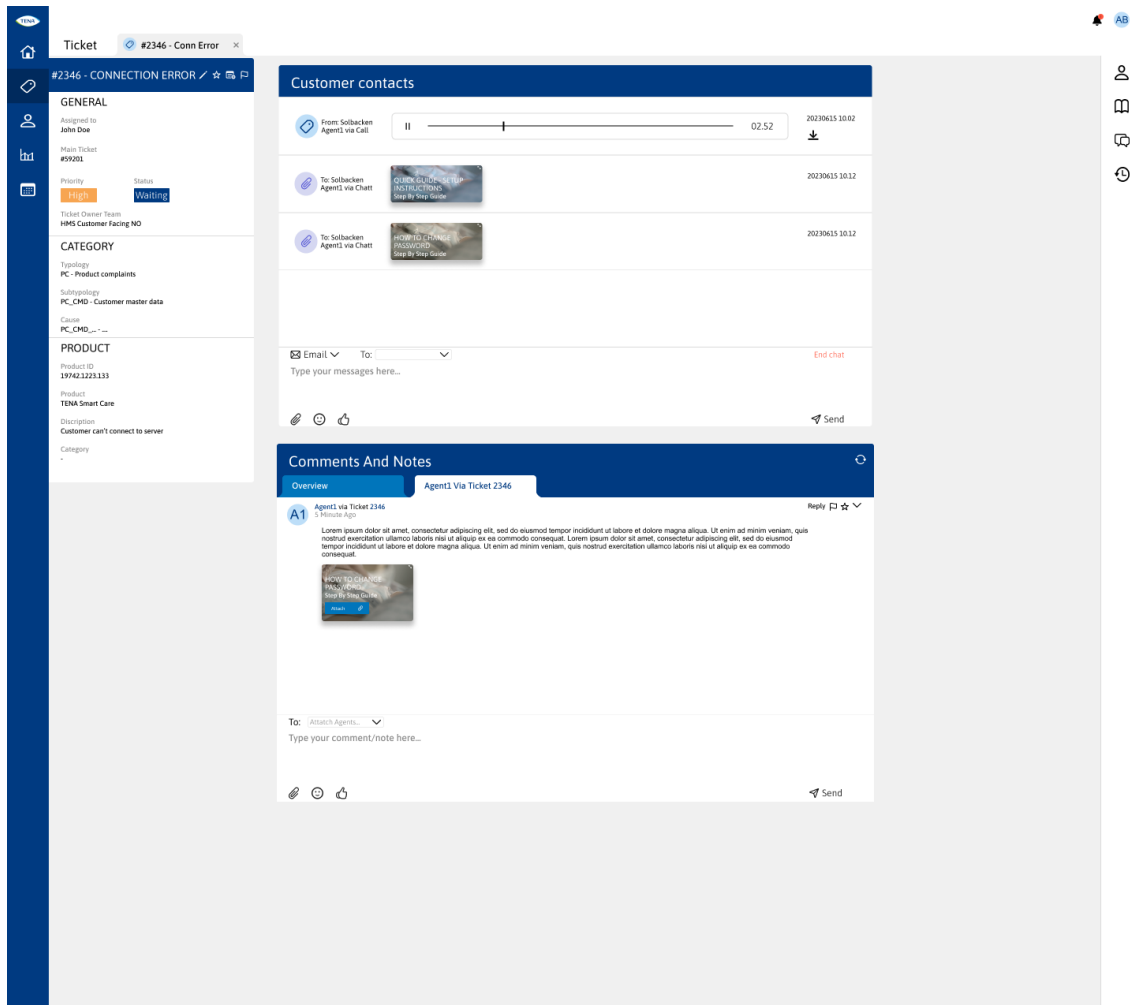 TENA
AB
Ticket
#2346 - Conn Error ×
#2346 - CONNECTION ERROR
GENERAL
Assigned to
John Doe
Main Ticket
#59201
Priority Status
High Waiting
Ticket Owner Team
HMS Customer Facing NO
CATEGORY
Typology
PC - Product complaints
Subtypology
PC_CMD - Customer master data
Cause
PC_CMD_... - ...
PRODUCT
Product ID
19742.1223.133
Product
TENA Smart Care
Discription
Customer can't connect to server
Category
-
Customer contacts
From: Solbacken
Agent1 via Call
02.52
20230615 10.02
To: Solbacken
Agent1 via Chatt
QUICK GUIDE - SETUP
INSTRUCTIONS
Step By Step Guide
20230615 10.12
To: Solbacken
Agent1 via Chatt
HOW TO CHANGE
PASSWORD
Step By Step Guide
20230615 10.12
Email To: End chat
Type your messages here...
Send
Comments And Notes
Overview Agent1 Via Ticket 2346
A1
Agent1 via Ticket 2346
5 Minute Ago
Reply
Lorem ipsum dolor sit amet, consectetur adipiscing elit, sed do eiusmod tempor incididunt ut labore et dolore magna aliqua. Ut enim ad minim veniam, quis
nostrud exercitation ullamco laboris nisi ut aliquip ex ea commodo consequat. Lorem ipsum dolor sit amet, consectetur adipiscing elit, sed do eiusmod
tempor incididunt ut labore et dolore magna aliqua. Ut enim ad minim veniam, quis nostrud exercitation ullamco laboris nisi ut aliquip ex ea commodo
consequat.
HOW TO CHANGE
PASSWORD
Step By Step Guide
Attach
To: Attatch Agents...
Type your comment/note here...
Send